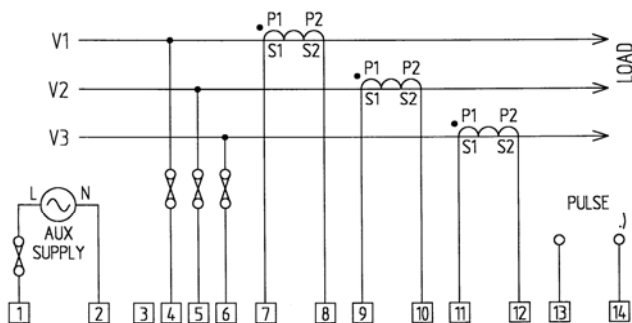 P1 P2
V1
S1 S2
LOAD
P1 P2
V2
S1 S2
P1 P2
V3
S1 S2
L N
AUX
SUPPLY
PULSE
.)
1 2 3 4 5 6 7 8 9 10 11 12 13 14